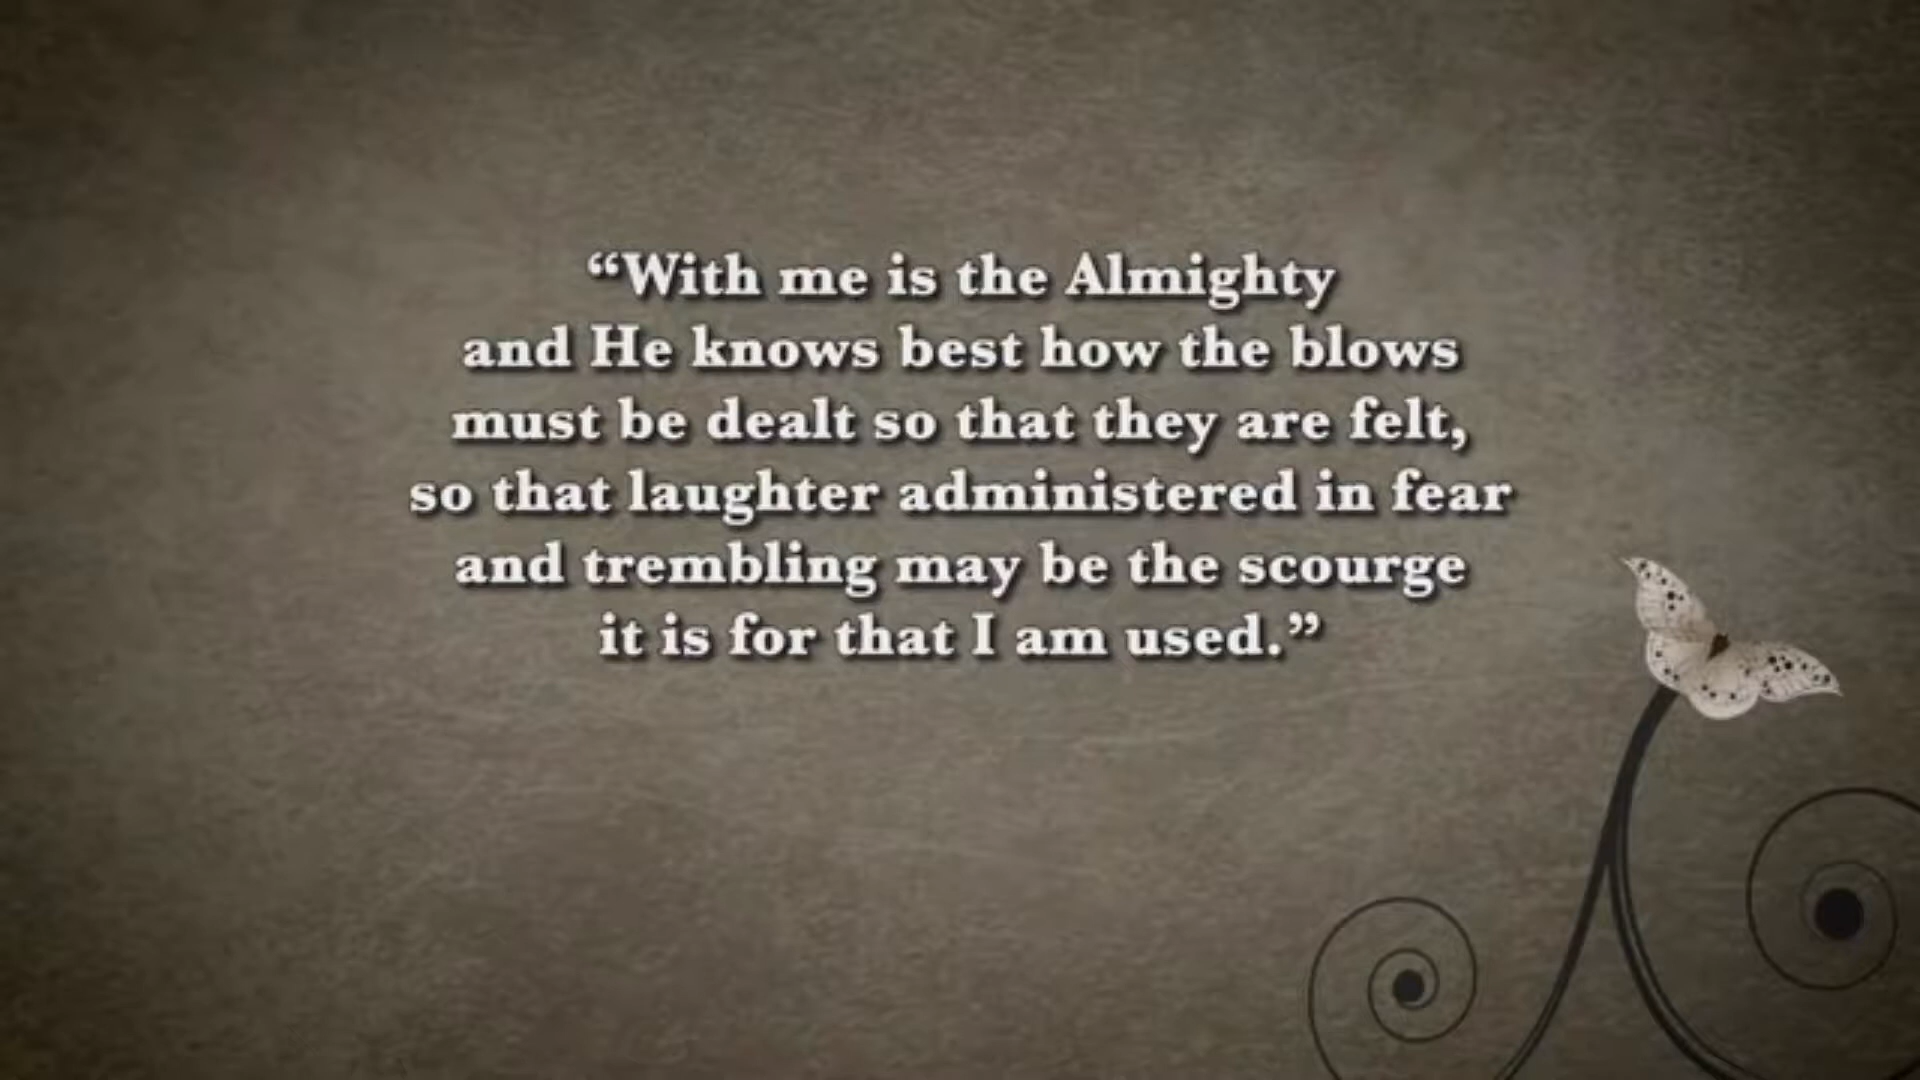 “With me is the Almighty
and He knows best how the blows
must be dealt so that they are felt,
so that laughter administered in fear
and trembling may be the scourge
it is for that I am used.”